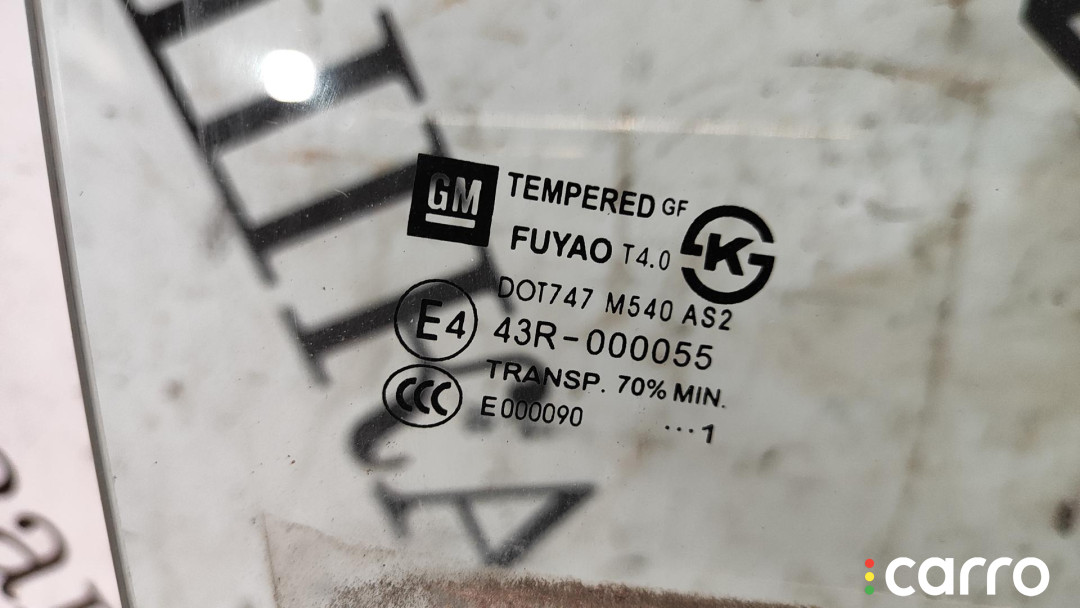 GM TEMPERED GF
FUYAO T4.0
K
DOT747 M540 AS2
E4 43R-000055
TRANSP. 70% MIN.
CCC E000090
...1
carro